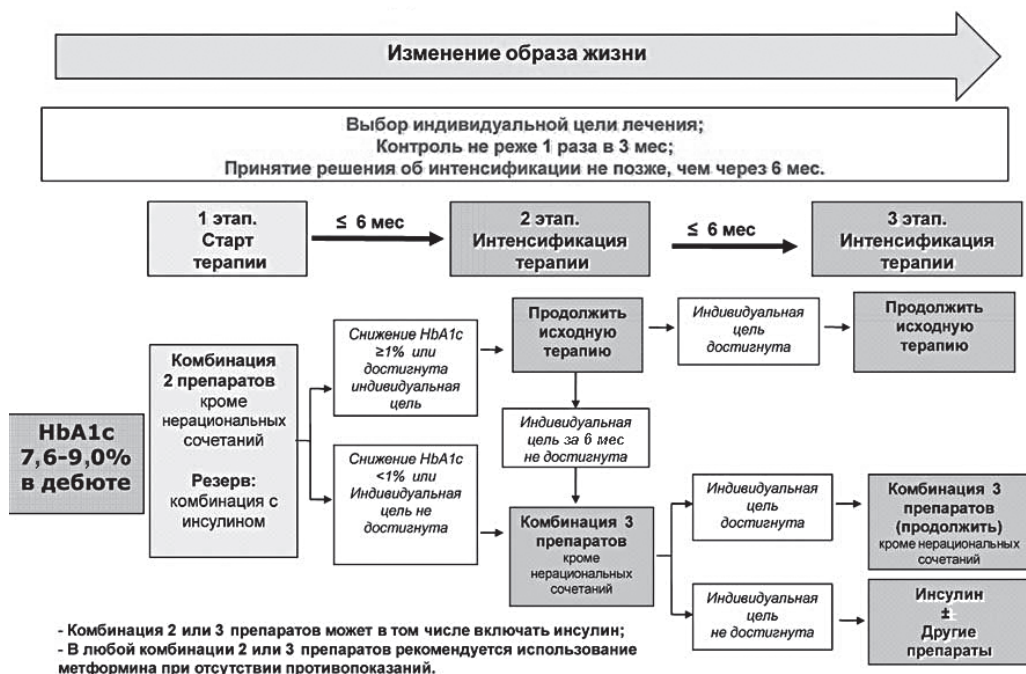 Изменение образа жизни
Выбор индивидуальной цели лечения;
Контроль не реже 1 раза в 3 мес;
Принятие решения об интенсификации не позже, чем через 6 мес.
1 этап.
Старт
терапии
≤ 6 мес
2 этап.
Интенсификация
терапии
≤ 6 мес
3 этап.
Интенсификация
терапии
HbA1c
7,6-9,0%
в дебюте
Комбинация
2 препаратов
кроме
нерациональных
сочетаний
Резерв:
комбинация с
инсулином
Снижение HbA1c
≥1% или
достигнута
индивидуальная
цель
Продолжить
исходную
терапию
Индивидуальная
цель
достигнута
Продолжить
исходную
терапию
Индивидуальная
цель за 6 мес
не достигнута
Снижение HbA1c
<1% или
Индивидуальная
цель не
достигнута
Комбинация 3
препаратов
кроме
нерациональных
сочетаний
Индивидуальная
цель
достигнута
Комбинация 3
препаратов
(продолжить)
кроме нерациональных
сочетаний
Индивидуальная
цель
не достигнута
Инсулин
±
Другие
препараты
- Комбинация 2 или 3 препаратов может в том числе включать инсулин;
- В любой комбинации 2 или 3 препаратов рекомендуется использование
метформина при отсутствии противопоказаний.